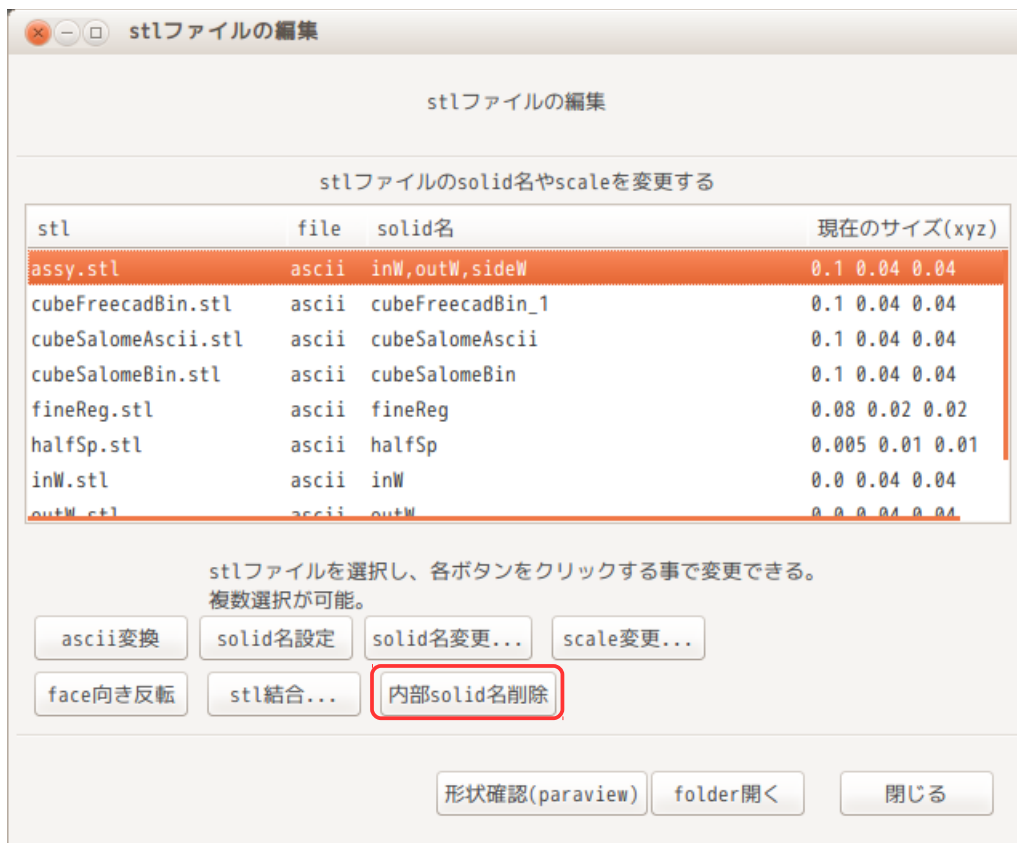 stlファイルの編集
stlファイルの編集
stlファイルのsolid名やscaleを変更する
stl file solid名 現在のサイズ(xyz)
assy.stl ascii inW,outW,sideW 0.1 0.04 0.04
cubeFreecadBin.stl ascii cubeFreecadBin_1 0.1 0.04 0.04
cubeSalomeAscii.stl ascii cubeSalomeAscii 0.1 0.04 0.04
cubeSalomeBin.stl ascii cubeSalomeBin 0.1 0.04 0.04
fineReg.stl ascii fineReg 0.08 0.02 0.02
halfSp.stl ascii halfSp 0.005 0.01 0.01
inW.stl ascii inW 0.0 0.04 0.04
outW.stl ascii outW 0.0 0.04 0.04
stlファイルを選択し、各ボタンをクリックする事で変更できる。
複数選択が可能。
ascii変換 solid名設定 solid名変更... scale変更...
face向き反転 stl結合... 内部solid名削除
形状確認(paraview) folder開く 閉じる